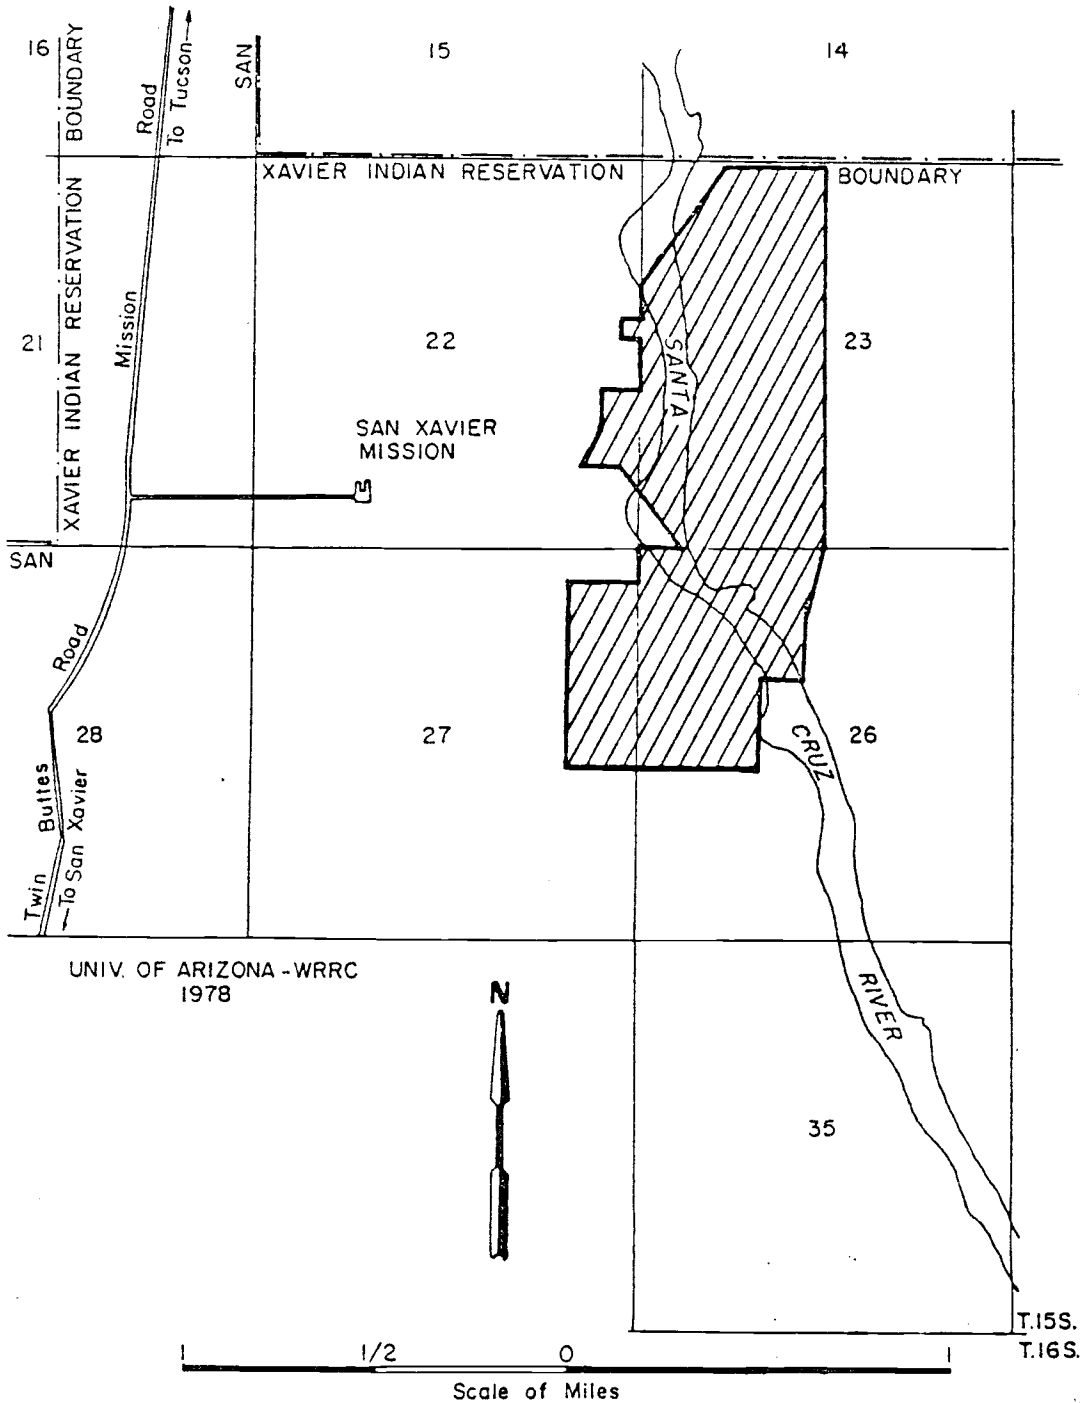 16
15
14
BOUNDARY
Road
To Tucson
SAN
XAVIER INDIAN RESERVATION BOUNDARY
XAVIER INDIAN RESERVATION
Mission
21
22
23
SANTA
SAN XAVIER
MISSION
SAN
Road
28
27
26
CRUZ
Buttes
Twin
To San Xavier
UNIV. OF ARIZONA-WRRC
1978
RIVER
N
35
T.15S.
T.16S.
1 1/2 0 1
Scale of Miles